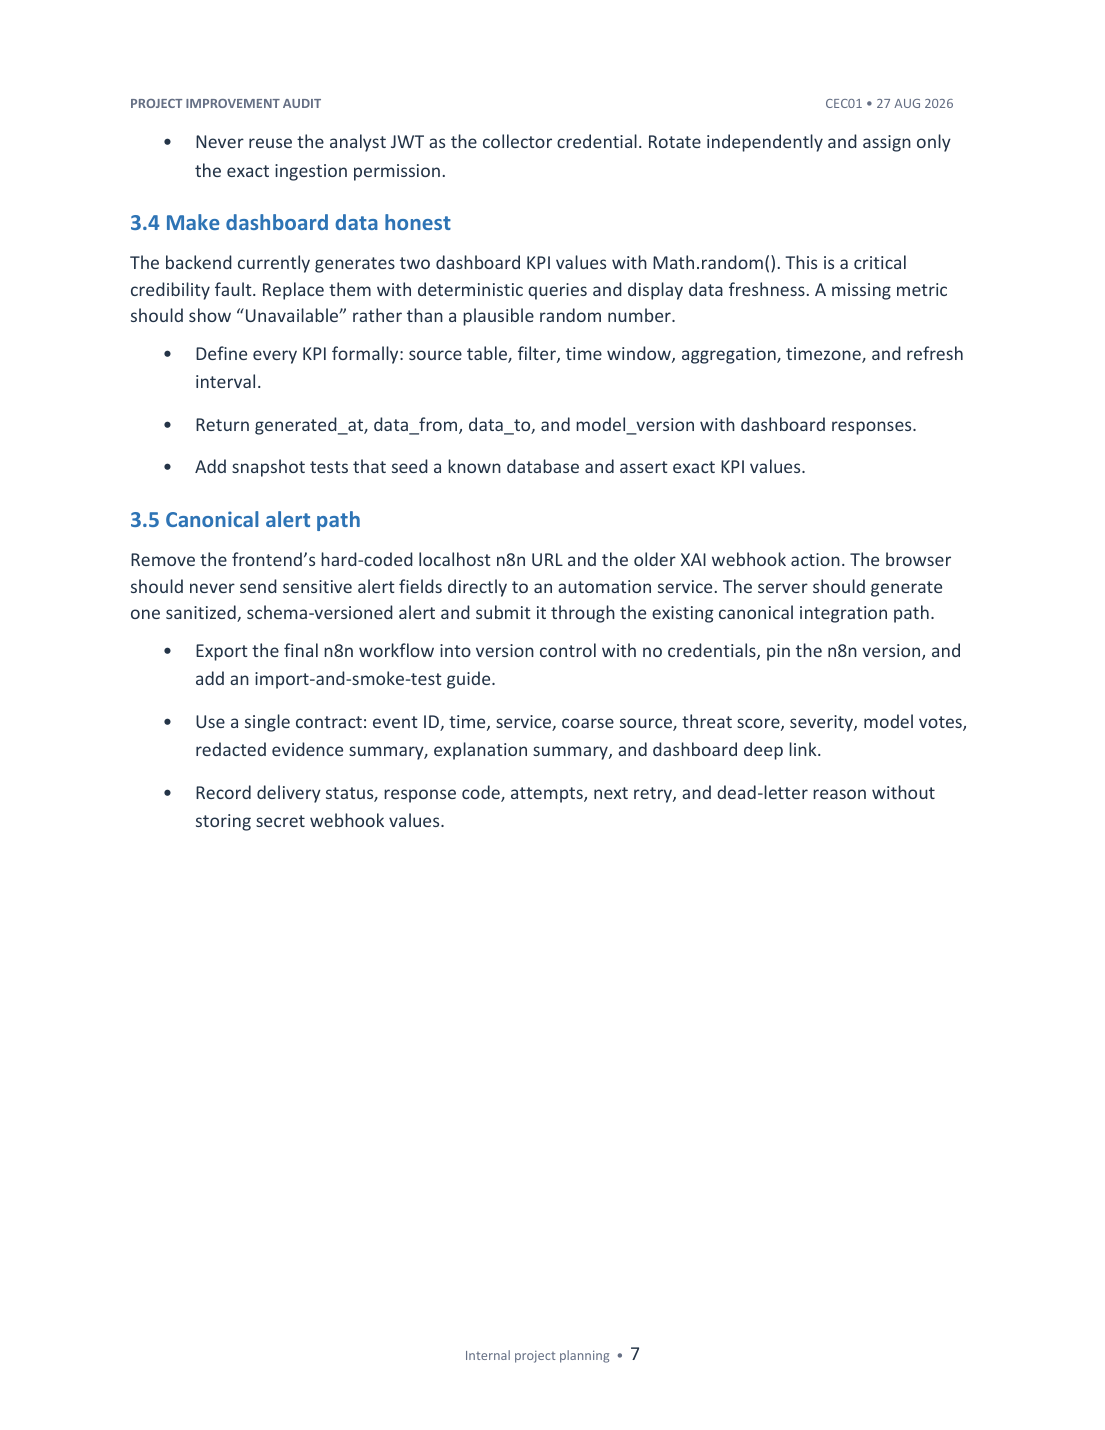 PROJECT IMPROVEMENT AUDIT CEC01 • 27 AUG 2026
• Never reuse the analyst JWT as the collector credential. Rotate independently and assign only
the exact ingestion permission.
3.4 Make dashboard data honest
The backend currently generates two dashboard KPI values with Math.random(). This is a critical
credibility fault. Replace them with deterministic queries and display data freshness. A missing metric
should show “Unavailable” rather than a plausible random number.
• Define every KPI formally: source table, filter, time window, aggregation, timezone, and refresh
interval.
• Return generated_at, data_from, data_to, and model_version with dashboard responses.
• Add snapshot tests that seed a known database and assert exact KPI values.
3.5 Canonical alert path
Remove the frontend’s hard-coded localhost n8n URL and the older XAI webhook action. The browser
should never send sensitive alert fields directly to an automation service. The server should generate
one sanitized, schema-versioned alert and submit it through the existing canonical integration path.
• Export the final n8n workflow into version control with no credentials, pin the n8n version, and
add an import-and-smoke-test guide.
• Use a single contract: event ID, time, service, coarse source, threat score, severity, model votes,
redacted evidence summary, explanation summary, and dashboard deep link.
• Record delivery status, response code, attempts, next retry, and dead-letter reason without
storing secret webhook values.
Internal project planning • 7